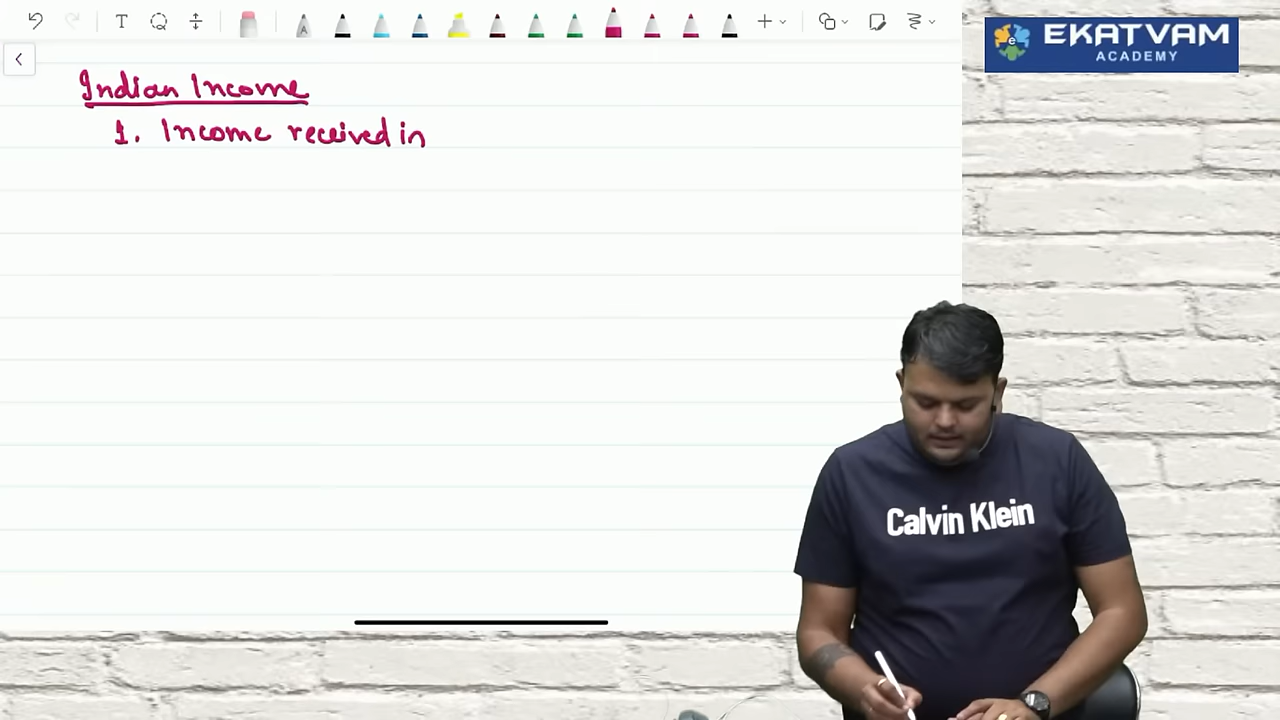 EKATVAM
ACADEMY
Indian Income
1. Income received in
Calvin Klein